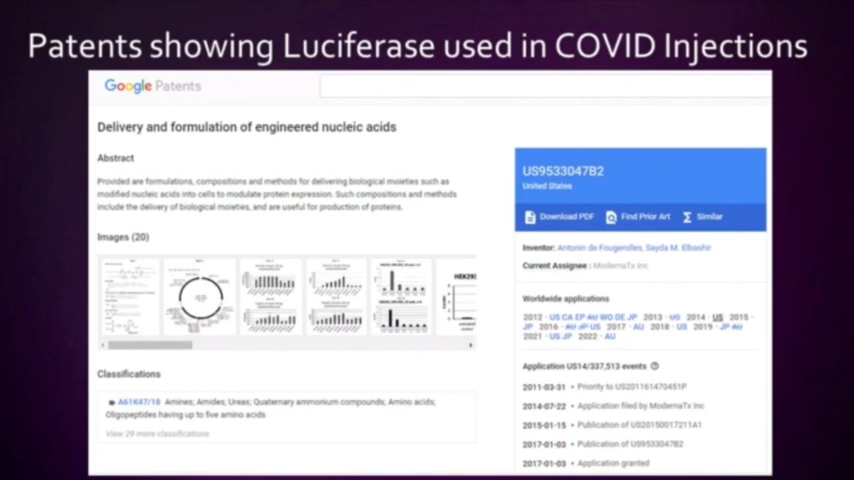 Patents showing Luciferase used in COVID Injections
Google Patents
Delivery and formulation of engineered nucleic acids
Abstract
Provided are formulations, compositions and methods for delivering biological moieties such as
modified nucleic acids into cells to modulate protein expression. Such compositions and methods
include the delivery of biological moieties, and are useful for production of proteins.
Images (20)
HEK293
Classifications
A61K47/18 Amines; Amides; Ureas; Quaternary ammonium compounds; Amino acids;
Oligopeptides having up to five amino acids
View 29 more classifications
US9533047B2
United States
Download PDF Find Prior Art Similar
Inventor: Antonin de Fougerolles, Sayda M. Elbashir
Current Assignee: ModernaTx Inc
Worldwide applications
2012 · US CA EP AU WO DE JP 2013 · US 2014 · US 2015 ·
JP 2016 · AU JP US 2017 · AU 2018 · US 2019 · JP AU
2021 · US JP 2022 · AU
Application US14/337,513 events
2011-03-31 • Priority to US201161470451P
2014-07-22 • Application filed by ModernaTx Inc
2015-01-15 • Publication of US20150017211A1
2017-01-03 • Publication of US9533047B2
2017-01-03 • Application granted